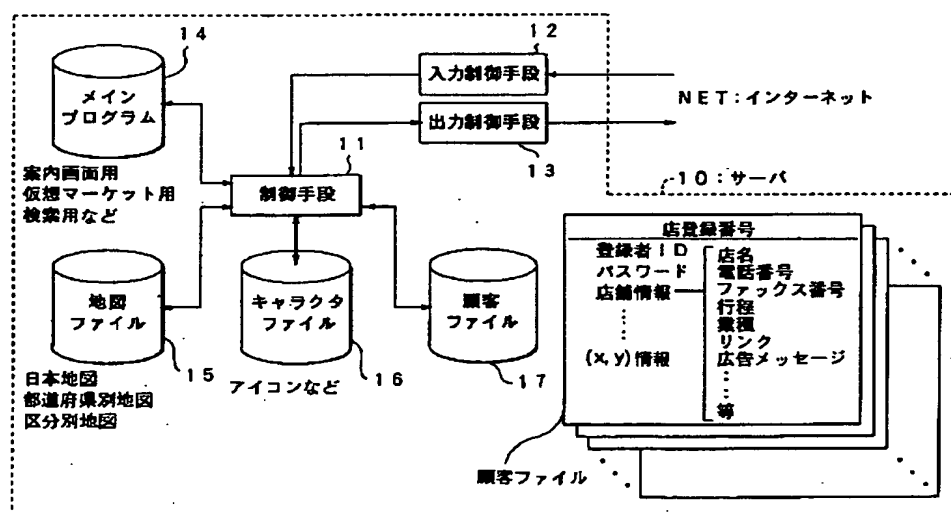 14
メイン
プログラム
案内画面用
仮想マーケット用
検索用など
12
入力制御手段
出力制御手段
13
NET:インターネット
11
制御手段
10:サーバ
地図
ファイル
15
日本地図
都道府県別地図
区分別地図
キャラクタ
ファイル
16
アイコンなど
顧客
ファイル
17
店登録番号
登録者ID
パスワード
店舗情報
(x,y)情報
店名
電話番号
ファックス番号
行程
業種
リンク
広告メッセージ
等
顧客ファイル